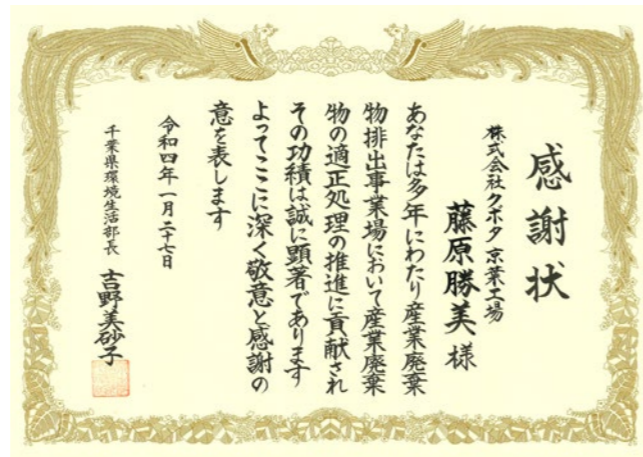 感謝状
株式会社クボタ京葉工場
藤原勝美様
あなたは多年にわたり産業廃棄
物排出事業場において産業廃棄
物の適正処理の推進に貢献され
その功績は誠に顕著であります
よってここに深く敬意と感謝の
意を表します
令和四年一月二十七日
千葉県環境生活部長
吉野美砂子